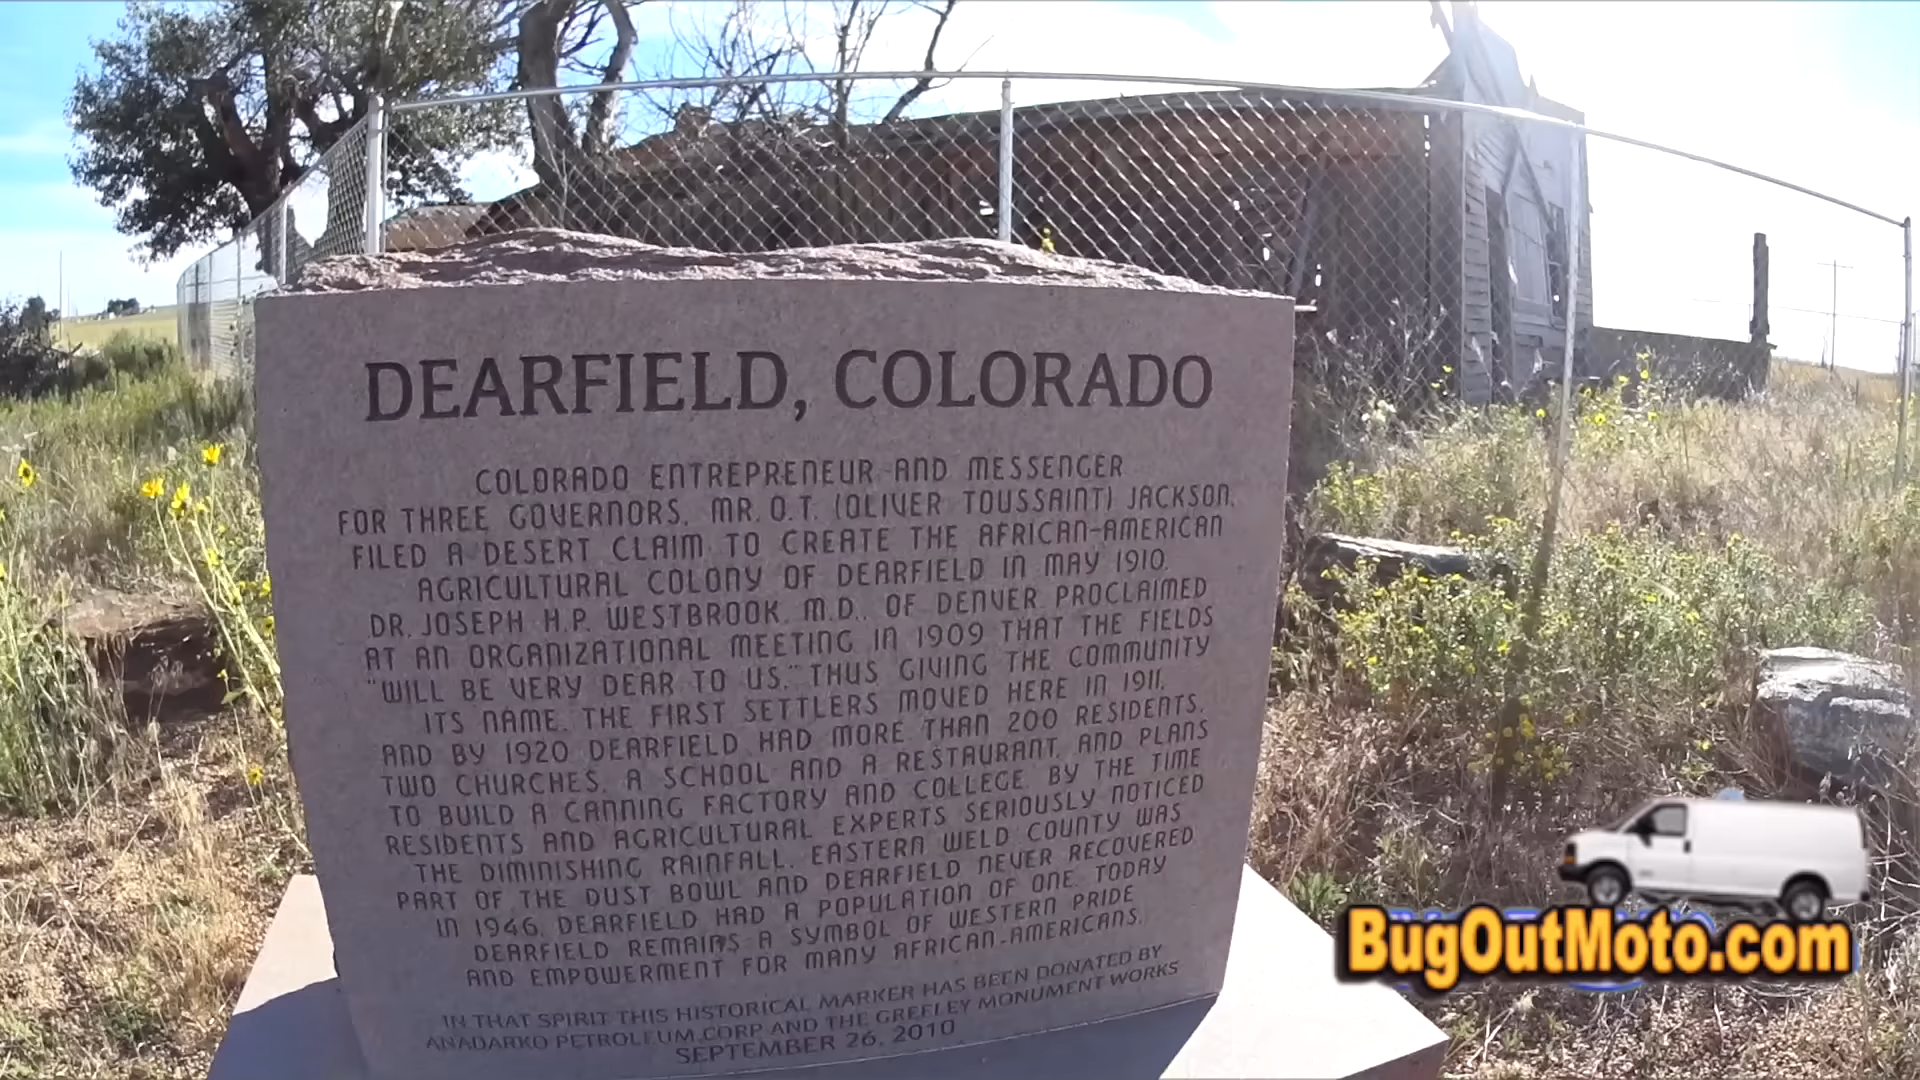 DEARFIELD, COLORADO
COLORADO ENTREPRENEUR AND MESSENGER
FOR THREE GOVERNORS, MR. O.T. (OLIVER TOUSSAINT) JACKSON,
FILED A DESERT CLAIM TO CREATE THE AFRICAN-AMERICAN
AGRICULTURAL COLONY OF DEARFIELD IN MAY 1910.
DR. JOSEPH H.P. WESTBROOK, M.D., OF DENVER PROCLAIMED
AT AN ORGANIZATIONAL MEETING IN 1909 THAT THE FIELDS
"WILL BE VERY DEAR TO US," THUS GIVING THE COMMUNITY
ITS NAME. THE FIRST SETTLERS MOVED HERE IN 1911,
AND BY 1920 DEARFIELD HAD MORE THAN 200 RESIDENTS,
TWO CHURCHES, A SCHOOL AND A RESTAURANT, AND PLANS
TO BUILD A CANNING FACTORY AND COLLEGE. BY THE TIME
RESIDENTS AND AGRICULTURAL EXPERTS SERIOUSLY NOTICED
THE DIMINISHING RAINFALL, EASTERN WELD COUNTY WAS
PART OF THE DUST BOWL AND DEARFIELD NEVER RECOVERED
IN 1946, DEARFIELD HAD A POPULATION OF ONE. TODAY
DEARFIELD REMAINS A SYMBOL OF WESTERN PRIDE
AND EMPOWERMENT FOR MANY AFRICAN-AMERICANS.
IN THAT SPIRIT THIS HISTORICAL MARKER HAS BEEN DONATED BY
ANADARKO PETROLEUM CORP AND THE GREELEY MONUMENT WORKS
SEPTEMBER 26, 2010
BugOutMoto.com